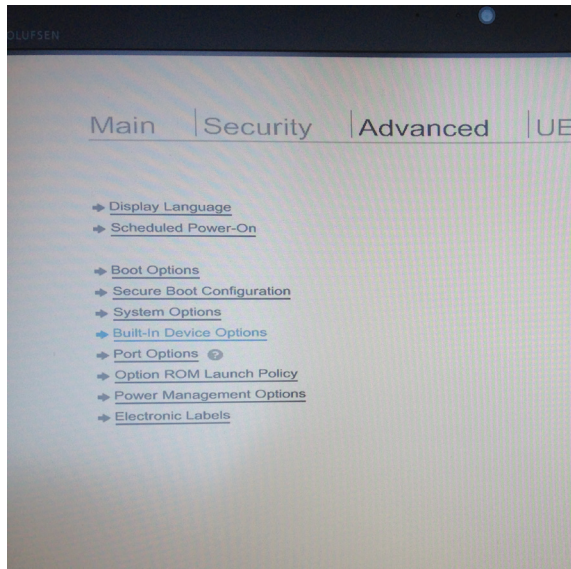 OLUFSEN
Main Security Advanced UE
Display Language
Scheduled Power-On
Boot Options
Secure Boot Configuration
System Options
Built-In Device Options
Port Options ?
Option ROM Launch Policy
Power Management Options
Electronic Labels